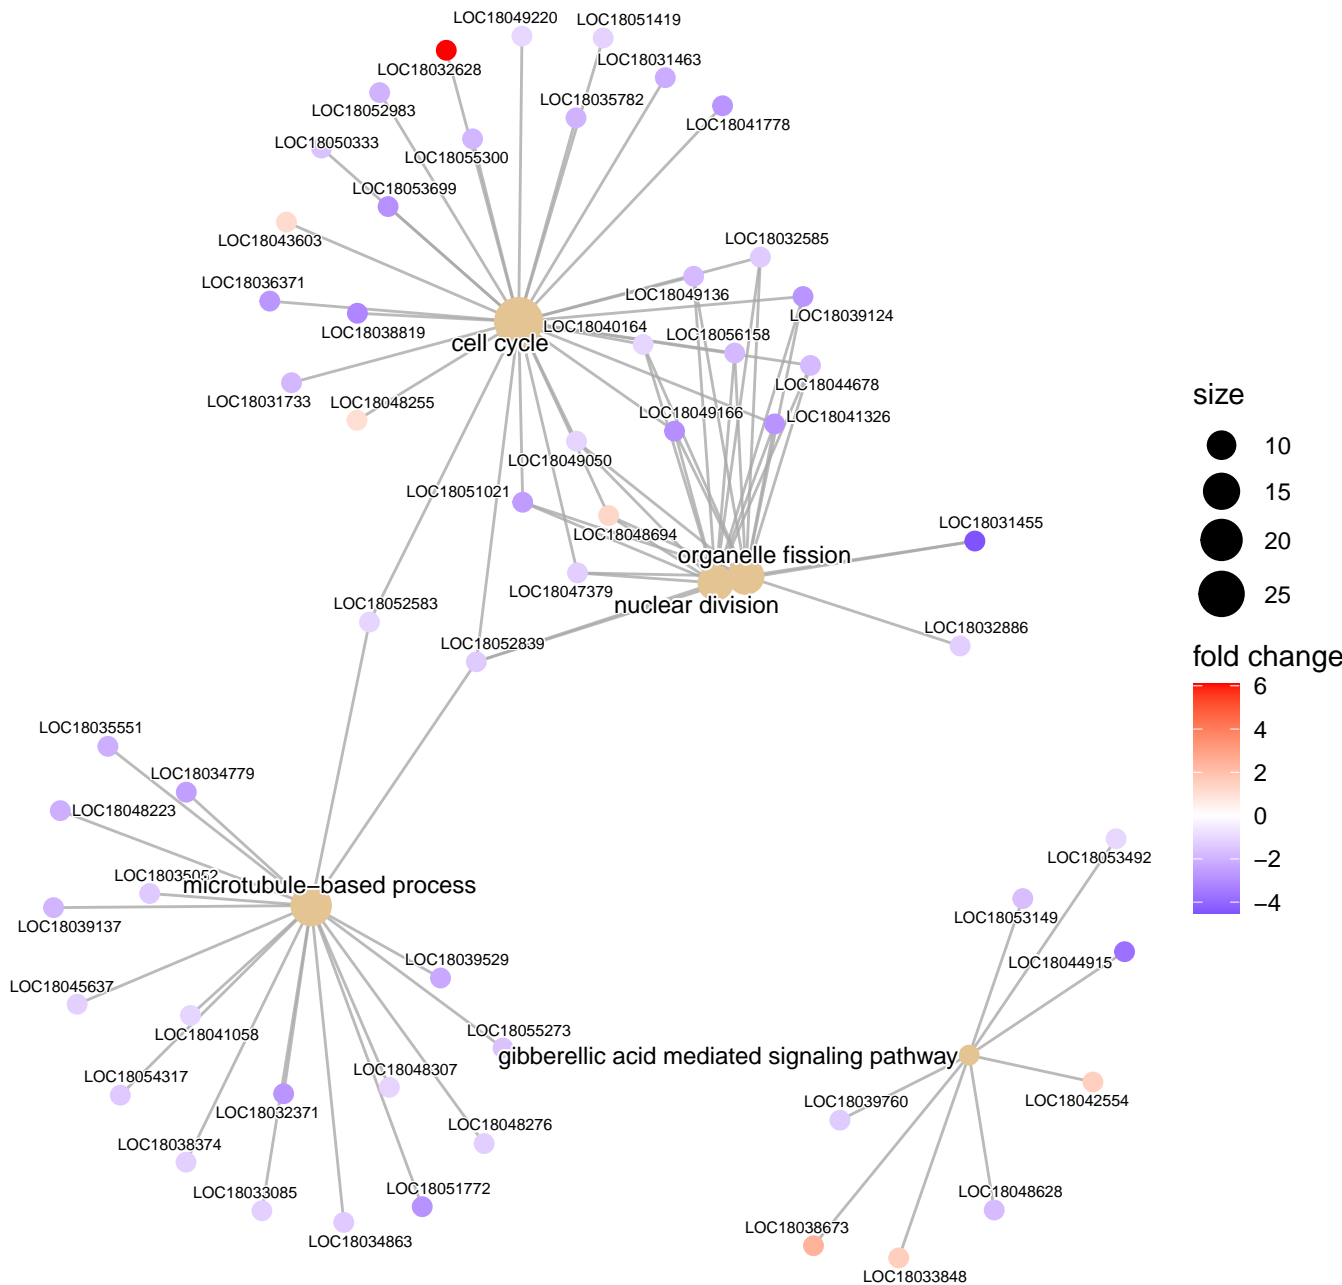 LOC18049220
LOC18051419
LOC18032628
LOC18031463
LOC18052983
LOC18035782
LOC18041778
LOC18050333
LOC18055300
LOC18053699
LOC18043603
LOC18032585
LOC18036371
LOC18049136
LOC18038819
LOC18039124
LOC18040164
LOC18056158
cell cycle
LOC18044678
LOC18031733
LOC18048255
LOC18049166
LOC18041326
LOC18049050
LOC18051021
LOC18048694
LOC18031455
organelle fission
LOC18047379
nuclear division
LOC18052583
LOC18032886
LOC18052839
LOC18035551
LOC18034779
LOC18048223
LOC18035052
microtubule−based process
LOC18039137
LOC18039529
LOC18045637
LOC18041058
LOC18055273
LOC18054317
LOC18048307
LOC18032371
LOC18048276
LOC18038374
LOC18033085
LOC18051772
LOC18034863
LOC18053492
LOC18053149
LOC18044915
gibberellic acid mediated signaling pathway
LOC18039760
LOC18042554
LOC18048628
LOC18038673
LOC18033848
size
10
15
20
25
fold change
6
4
2
0
−2
−4